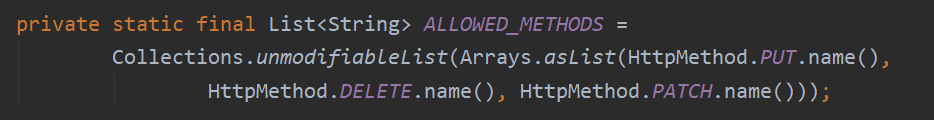 private static final List<String> ALLOWED_METHODS =
Collections.unmodifiableList(Arrays.asList(HttpMethod.PUT.name(),
HttpMethod.DELETE.name(), HttpMethod.PATCH.name()));